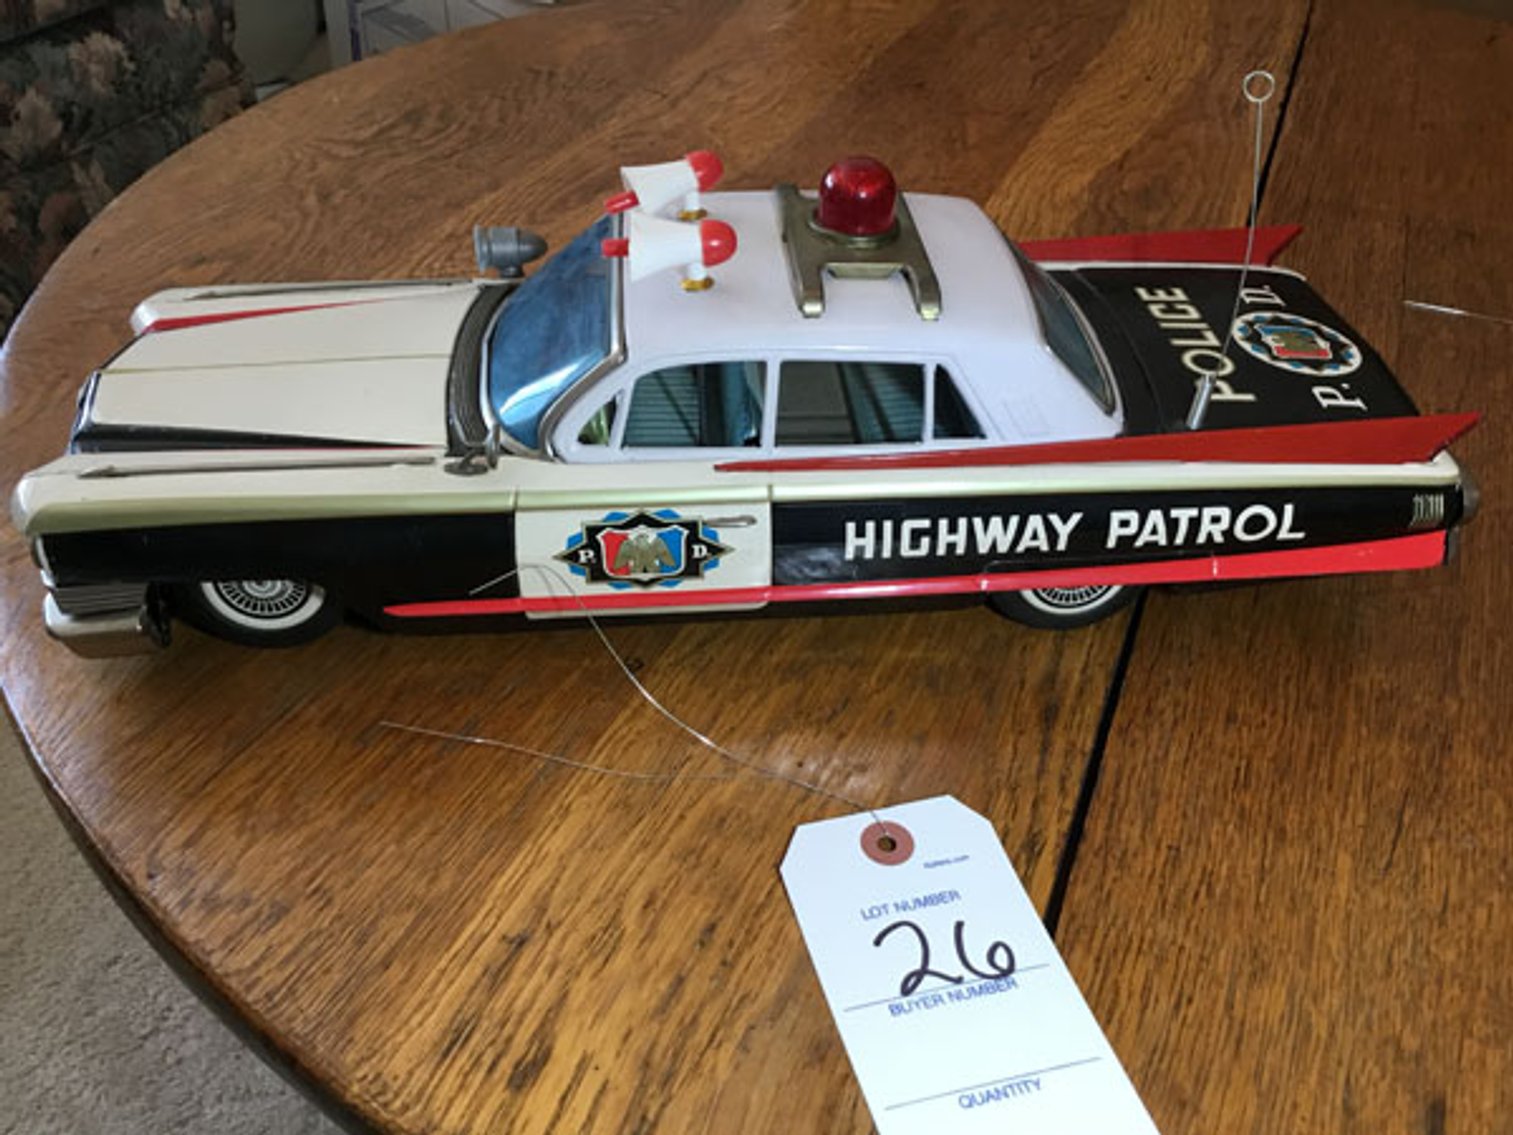 POLICE
P. D.
P. D.
HIGHWAY PATROL
LOT NUMBER
26
BUYER NUMBER
QUANTITY